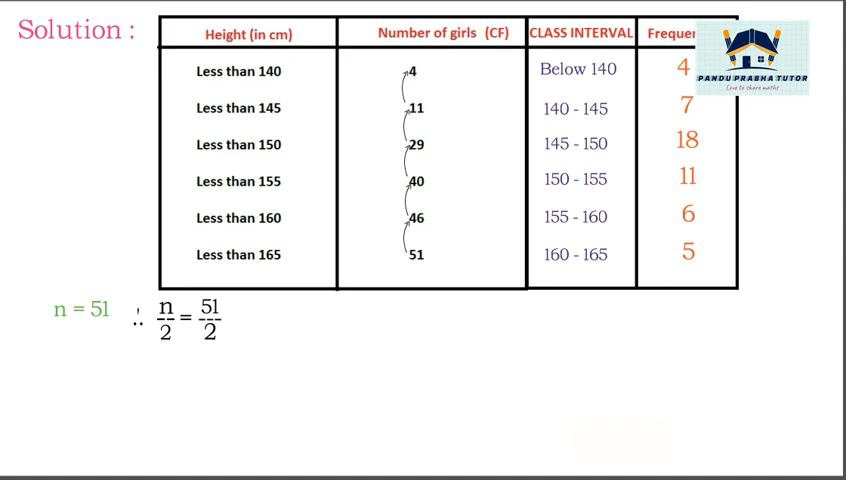 Solution :
Height (in cm) Number of girls (CF) CLASS INTERVAL
PANDU PRABHA TUTOR
Love to share maths
Less than 140 4 Below 140 4
Less than 145 11 140 - 145 7
Less than 150 29 145 - 150 18
Less than 155 40 150 - 155 11
Less than 160 46 155 - 160 6
Less than 165 51 160 - 165 5
n = 51 ∴ n/2 = 51/2